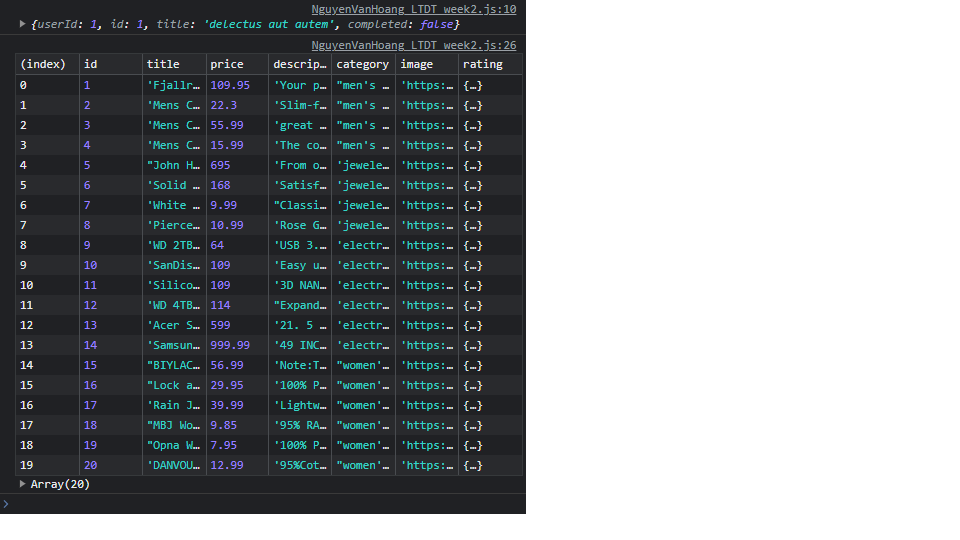 NguyenVanHoang_LTDT_week2.js:10
{userId: 1, id: 1, title: 'delectus aut autem', completed: false}
NguyenVanHoang_LTDT_week2.js:26
(index) id title price descrip… category image rating
0 1 'Fjallr… 109.95 'Your p… "men's … 'https:… {…}
1 2 'Mens C… 22.3 'Slim-f… "men's … 'https:… {…}
2 3 'Mens C… 55.99 'great … "men's … 'https:… {…}
3 4 'Mens C… 15.99 'The co… "men's … 'https:… {…}
4 5 "John H… 695 'From o… 'jewele… 'https:… {…}
5 6 'Solid … 168 'Satisf… 'jewele… 'https:… {…}
6 7 'White … 9.99 "Classi… 'jewele… 'https:… {…}
7 8 'Pierce… 10.99 'Rose G… 'jewele… 'https:… {…}
8 9 'WD 2TB… 64 'USB 3.… 'electr… 'https:… {…}
9 10 'SanDis… 109 'Easy u… 'electr… 'https:… {…}
10 11 'Silico… 109 '3D NAN… 'electr… 'https:… {…}
11 12 'WD 4TB… 114 "Expand… 'electr… 'https:… {…}
12 13 'Acer S… 599 '21. 5 … 'electr… 'https:… {…}
13 14 'Samsun… 999.99 '49 INC… 'electr… 'https:… {…}
14 15 "BIYLAC… 56.99 'Note:T… "women'… 'https:… {…}
15 16 "Lock a… 29.95 '100% P… "women'… 'https:… {…}
16 17 'Rain J… 39.99 'Lightw… "women'… 'https:… {…}
17 18 "MBJ Wo… 9.85 '95% RA… "women'… 'https:… {…}
18 19 "Opna W… 7.95 '100% P… "women'… 'https:… {…}
19 20 'DANVOU… 12.99 '95%Cot… "women'… 'https:… {…}
Array(20)